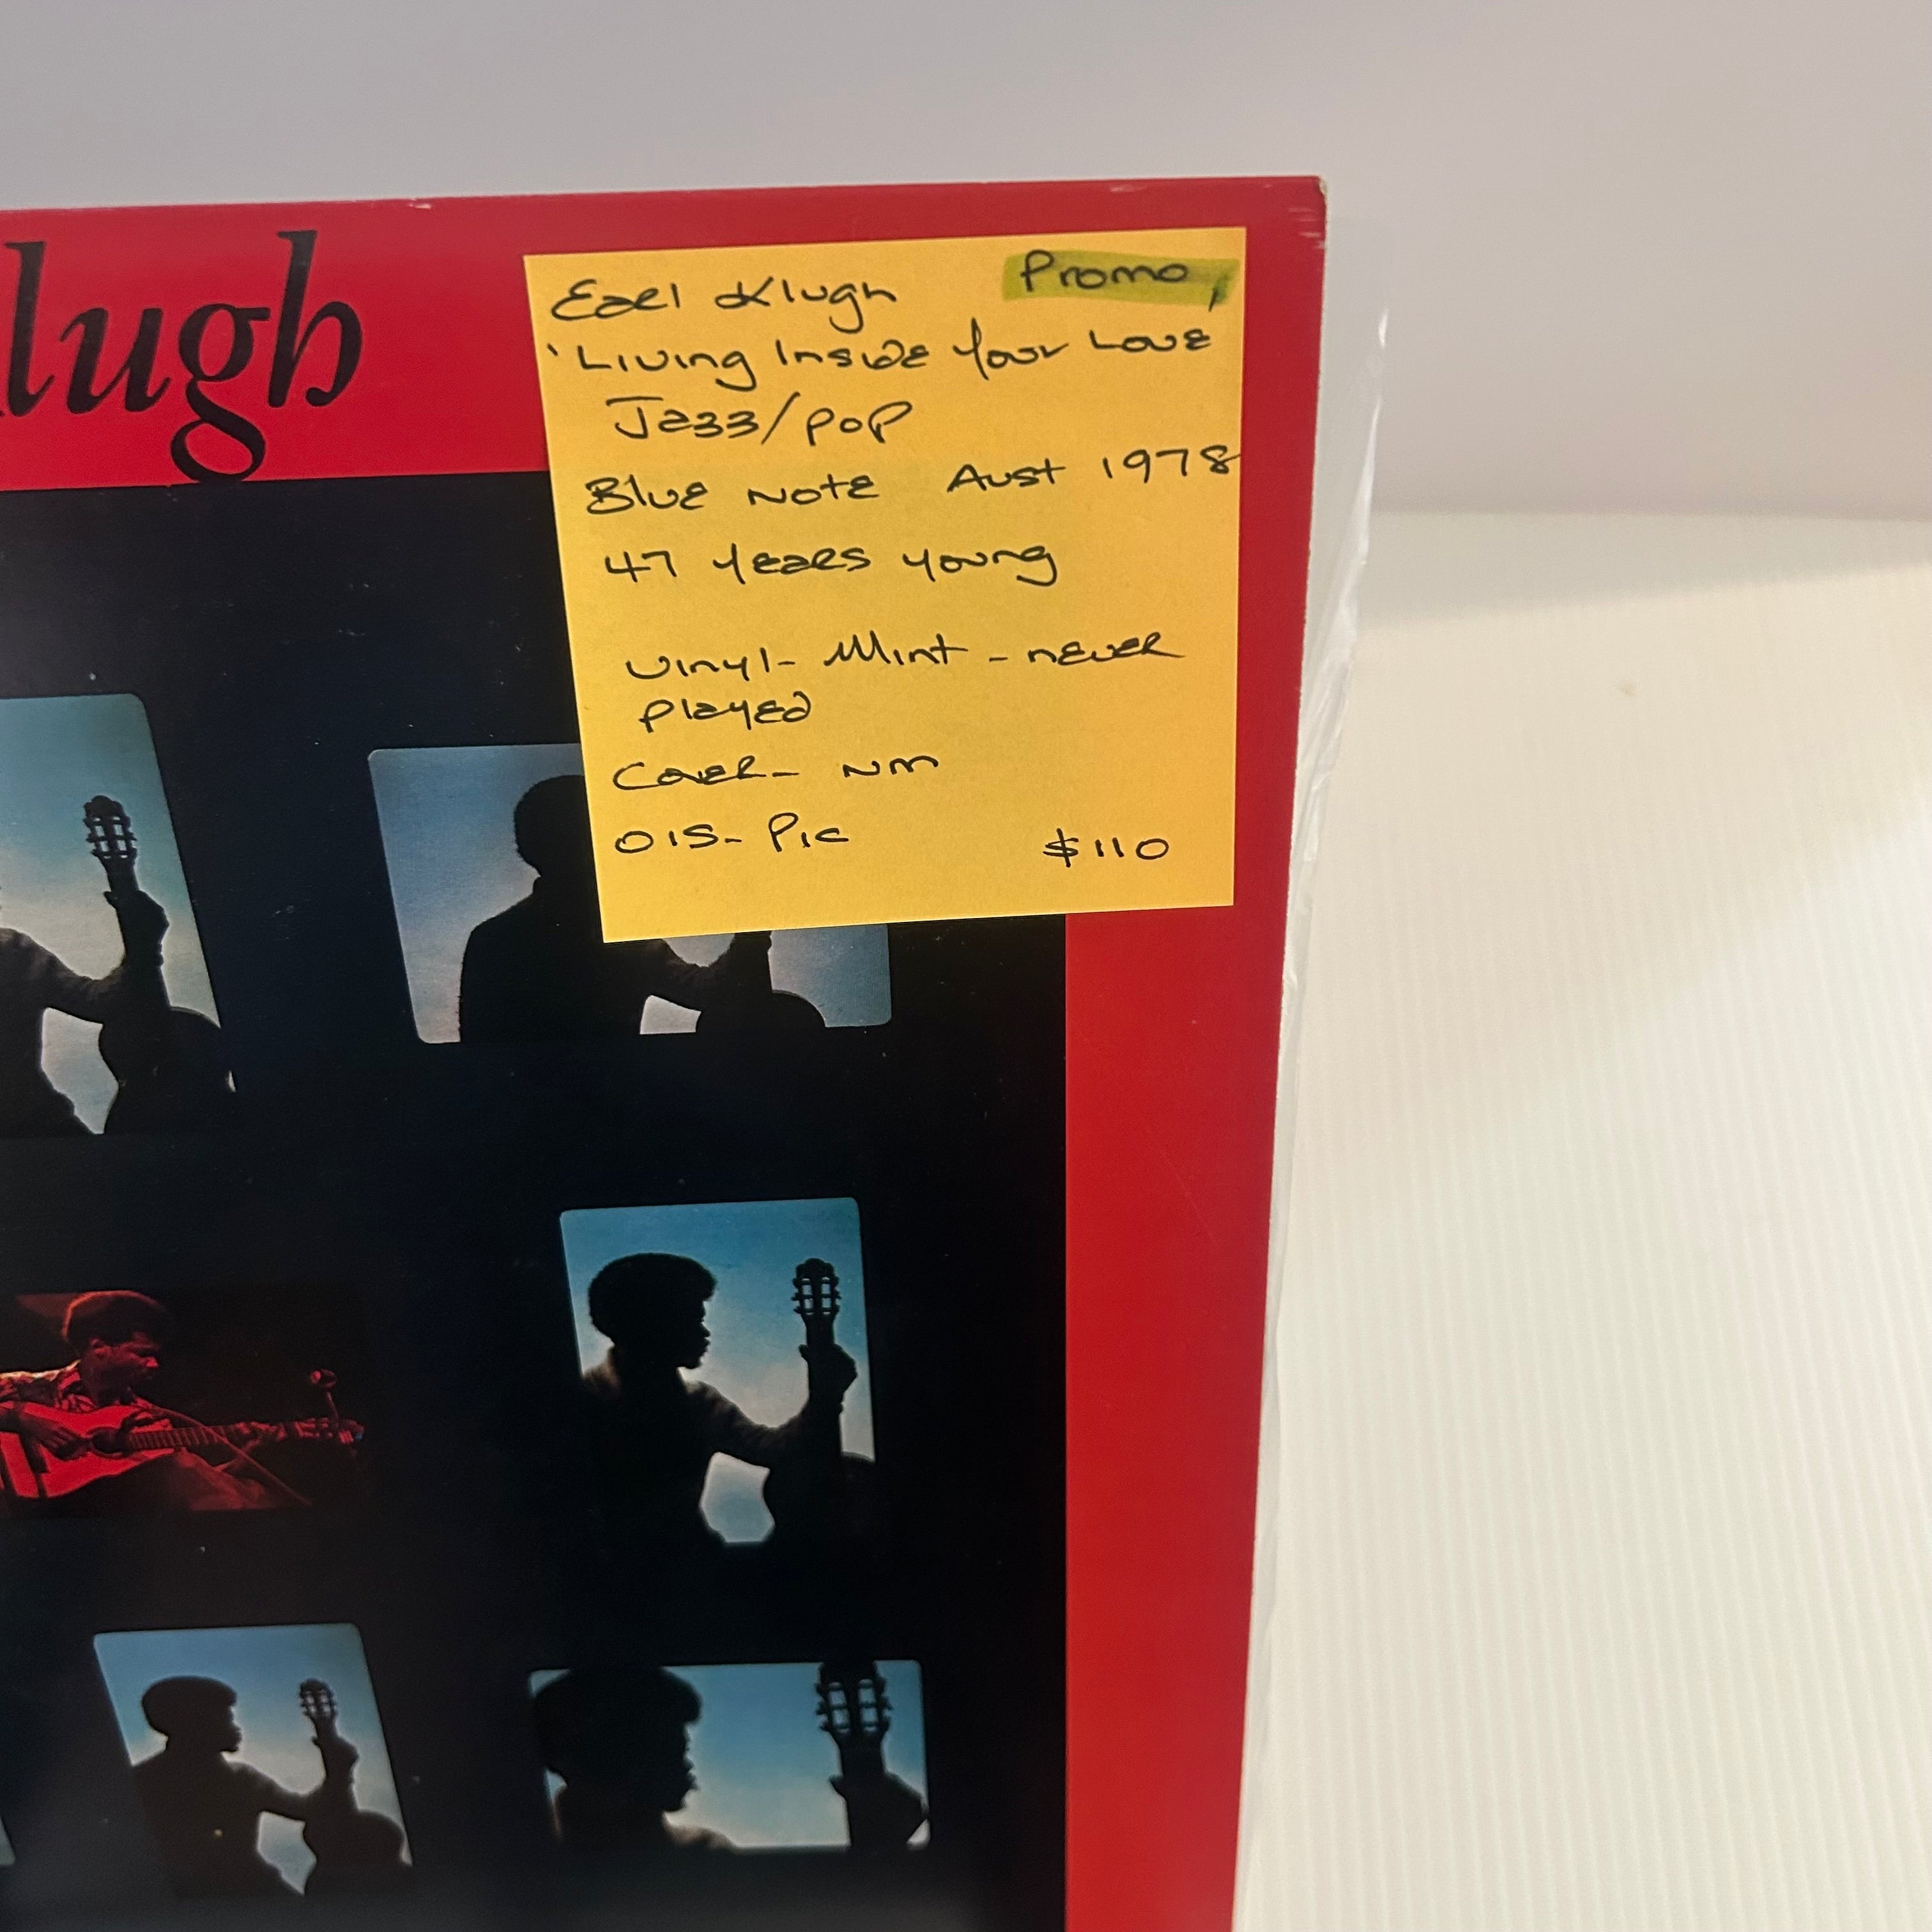 lugh
Earl Klugh Promo,
'Living Inside Your Love
Jazz/Pop
Blue Note Aust 1978
47 Years young
Vinyl- Mint - never
Played
Cover- NM
OIS- Pic $110